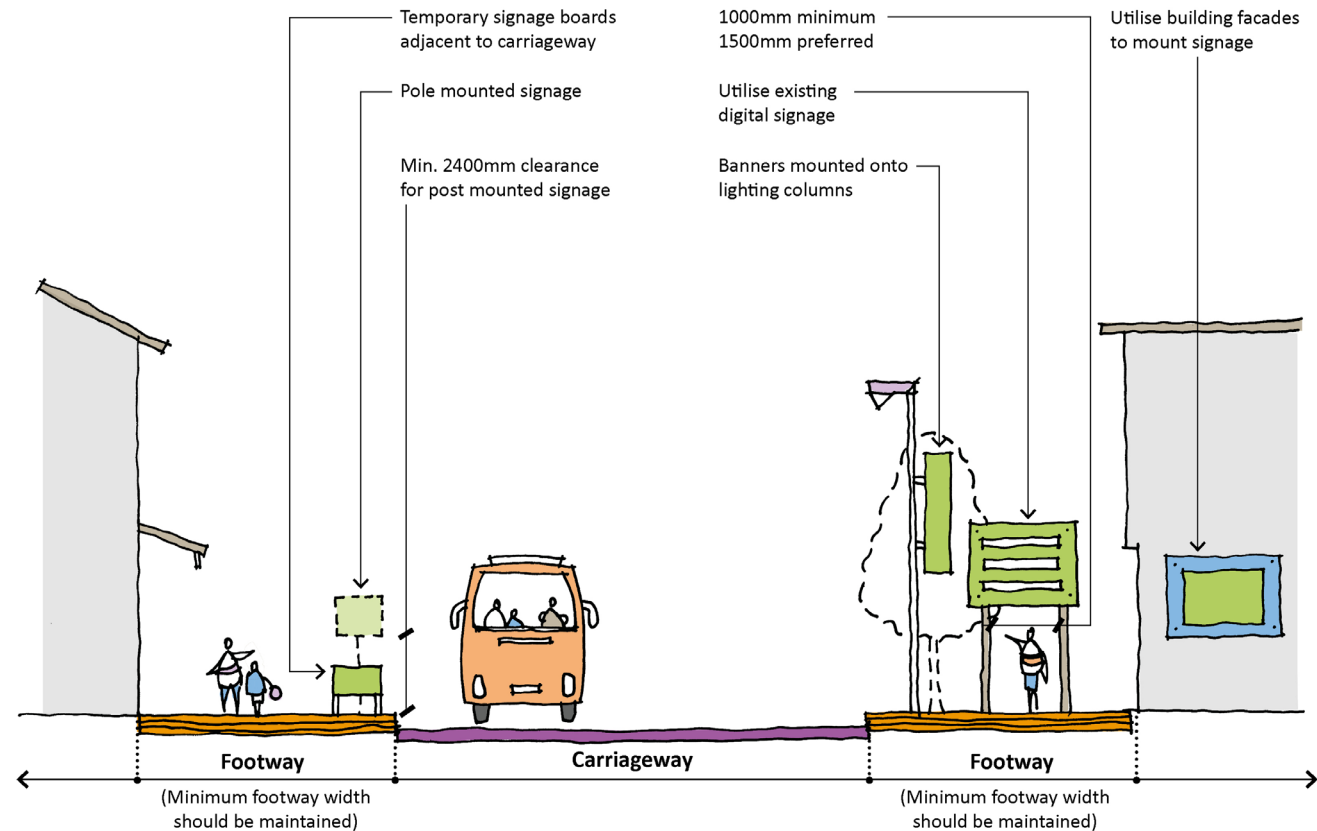 Temporary signage boards
adjacent to carriageway
Pole mounted signage
Min. 2400mm clearance
for post mounted signage
1000mm minimum
1500mm preferred
Utilise existing
digital signage
Banners mounted onto
lighting columns
Utilise building facades
to mount signage
Footway
(Minimum footway width
should be maintained)
Carriageway
Footway
(Minimum footway width
should be maintained)